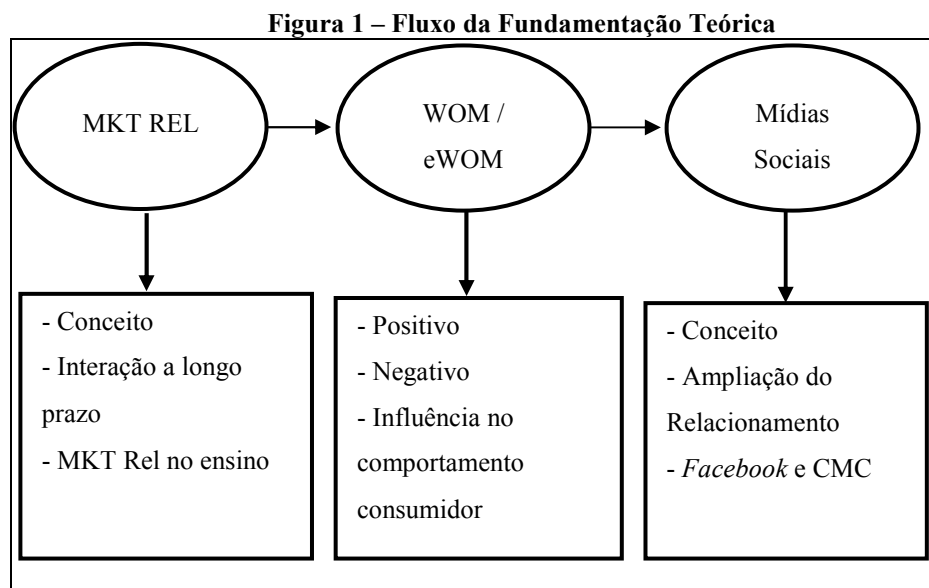 Figura 1 – Fluxo da Fundamentação Teórica
MKT REL
WOM /
eWOM
Mídias
Sociais
- Conceito
- Interação a longo
prazo
- MKT Rel no ensino
- Positivo
- Negativo
- Influência no
comportamento
consumidor
- Conceito
- Ampliação do
Relacionamento
- Facebook e CMC